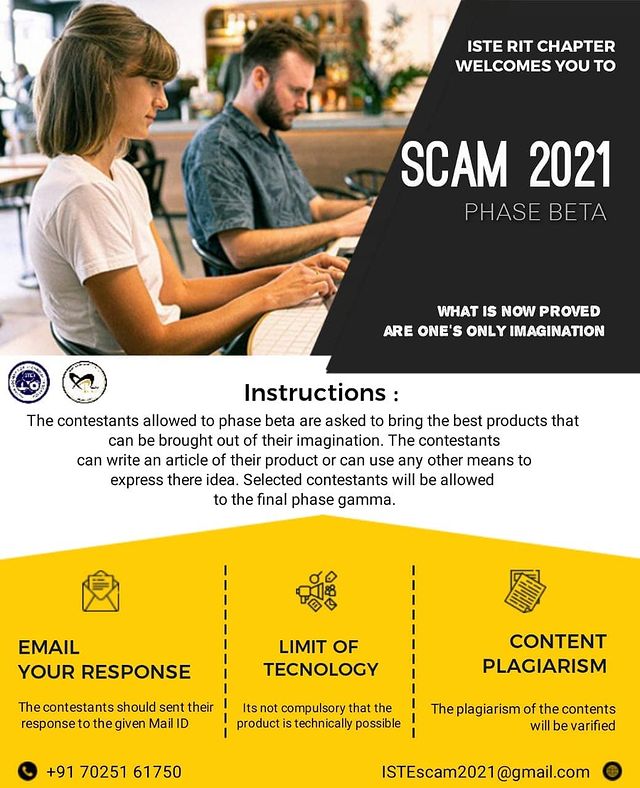 ISTE RIT CHAPTER
WELCOMES YOU TO
SCAM 2021
PHASE BETA
WHAT IS NOW PROVED
ARE ONE'S ONLY IMAGINATION
Instructions :
The contestants allowed to phase beta are asked to bring the best products that
can be brought out of their imagination. The contestants
can write an article of their product or can use any other means to
express there idea. Selected contestants will be allowed
to the final phase gamma.
EMAIL
YOUR RESPONSE
The contestants should sent their
response to the given Mail ID
LIMIT OF
TECNOLOGY
Its not compulsory that the
product is technically possible
CONTENT
PLAGIARISM
The plagiarism of the contents
will be varified
+91 70251 61750
ISTEscam2021@gmail.com